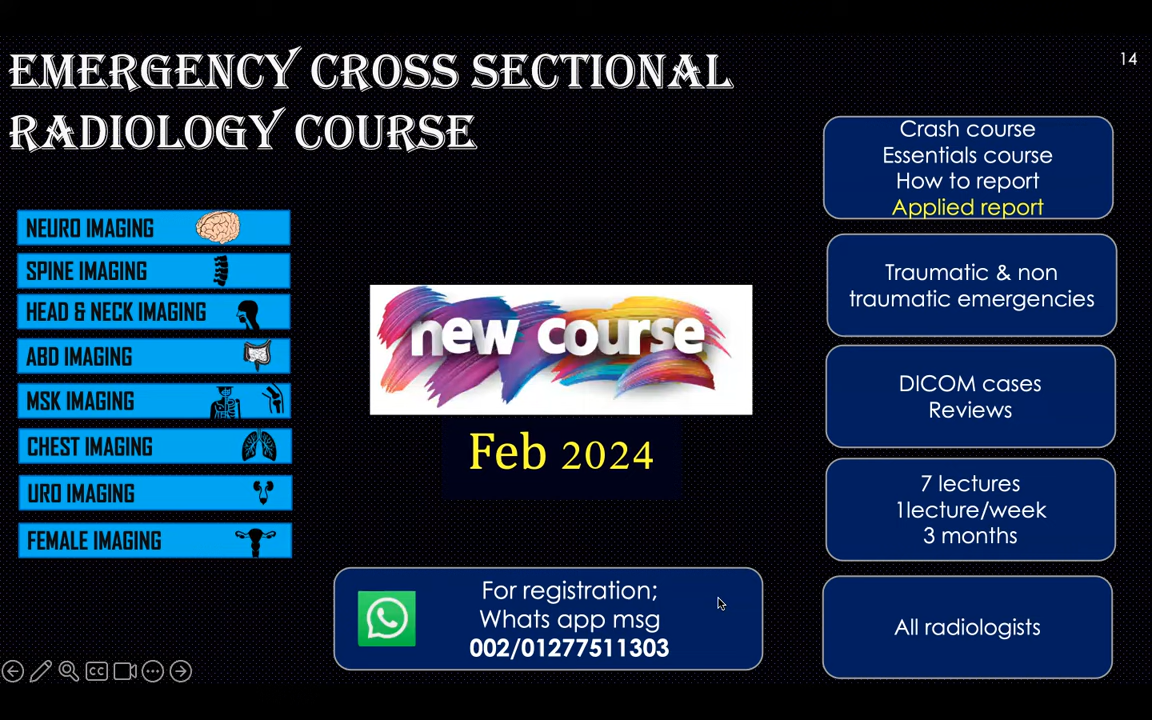 EMERGENCY CROSS SECTIONAL
RADIOLOGY COURSE
14
NEURO IMAGING
SPINE IMAGING
HEAD & NECK IMAGING
ABD IMAGING
MSK IMAGING
CHEST IMAGING
URO IMAGING
FEMALE IMAGING
new course
Feb 2024
For registration;
Whats app msg
002/01277511303
Crash course
Essentials course
How to report
Applied report
Traumatic & non
traumatic emergencies
DICOM cases
Reviews
7 lectures
1lecture/week
3 months
All radiologists
CC